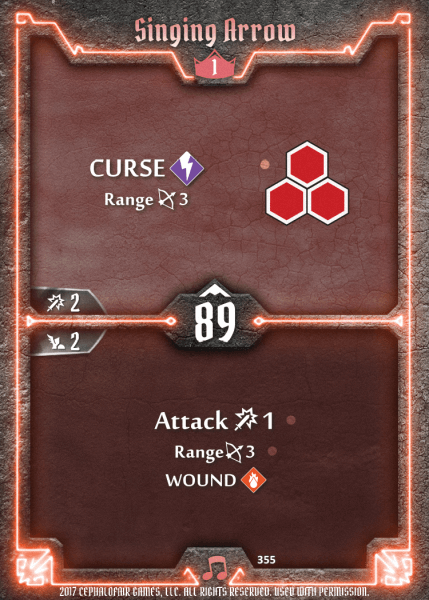 Singing Arrow
1
CURSE
Range 3
2
89
2
Attack 1
Range 3
WOUND
355
2017 CEPHALOFAIR GAMES, LLC. ALL RIGHTS RESERVED. USED WITH PERMISSION.